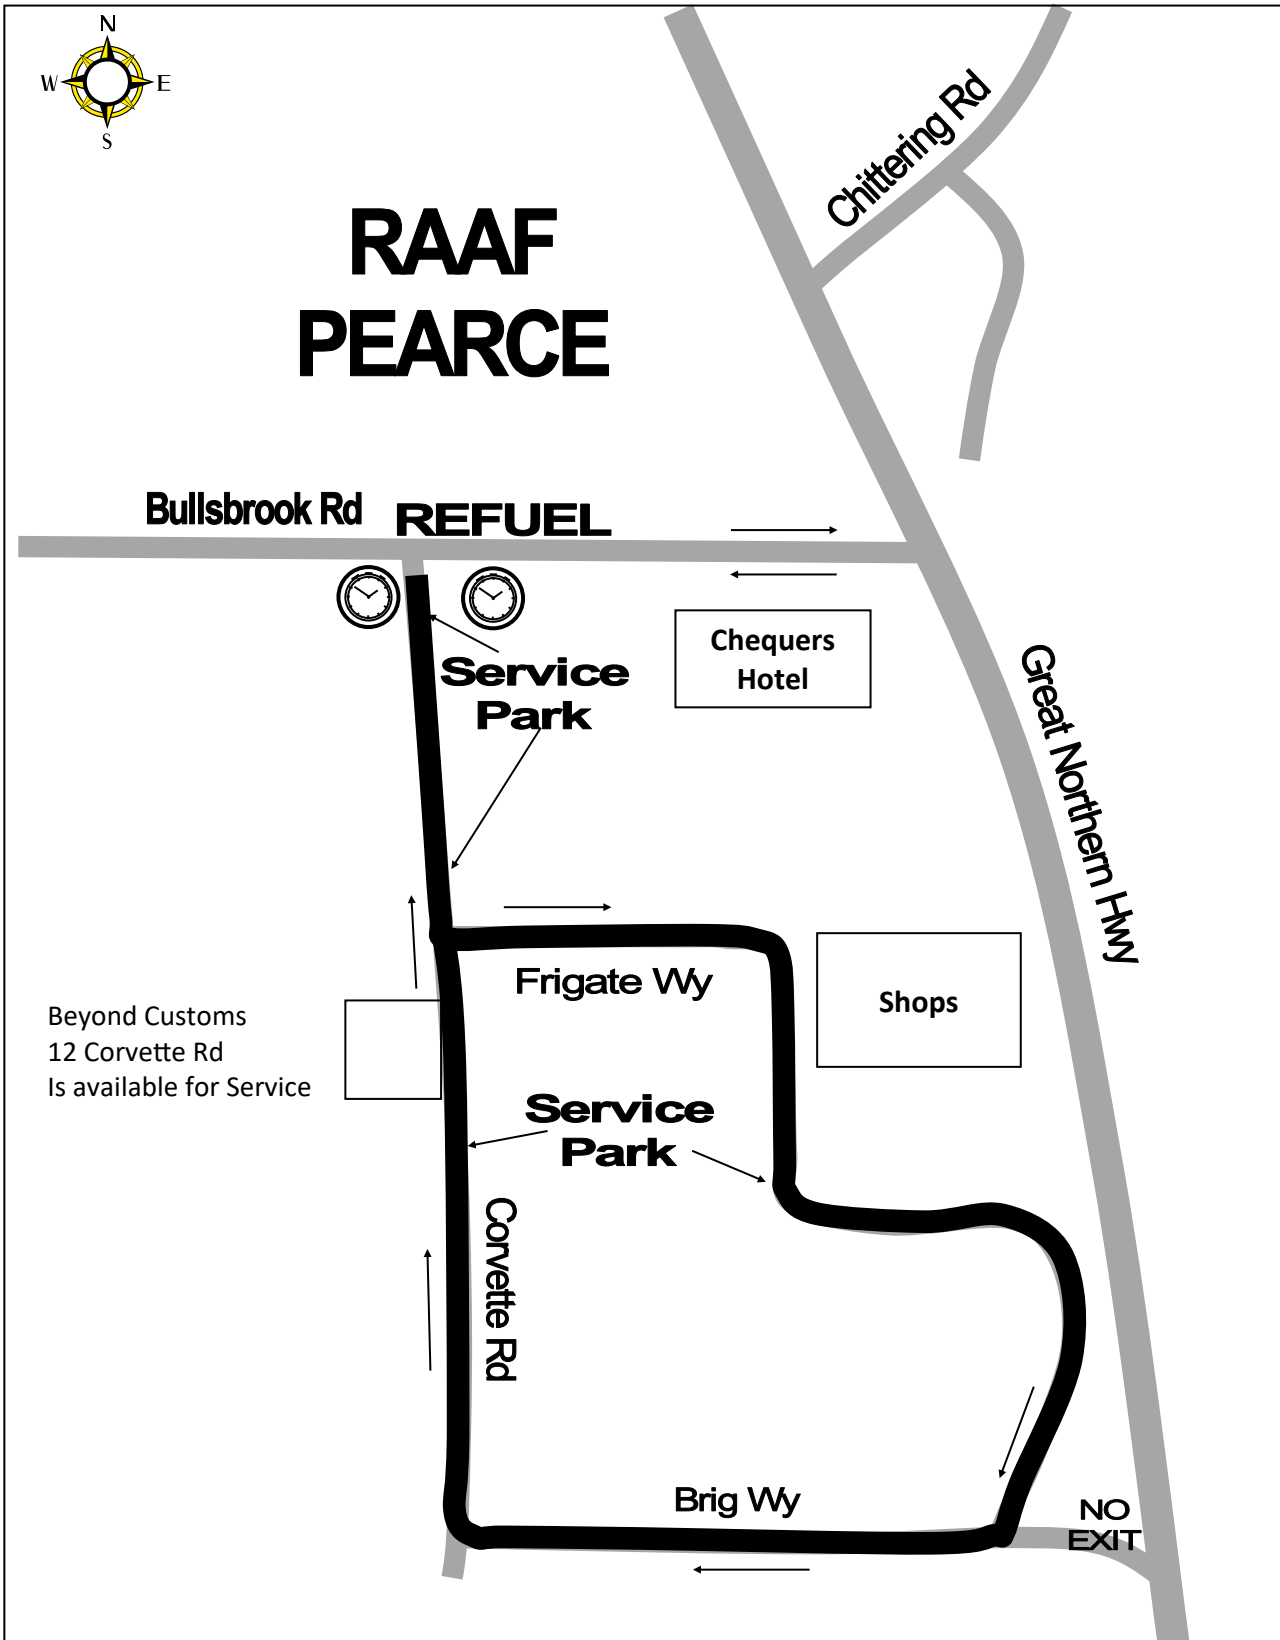 N
W E
S
Chittering Rd
RAAF
PEARCE
Bullsbrook Rd
REFUEL
Chequers
Hotel
Service
Park
Great Northern Hwy
Frigate Wy
Shops
Beyond Customs
12 Corvette Rd
Is available for Service
Service
Park
Corvette Rd
Brig Wy
NO
EXIT